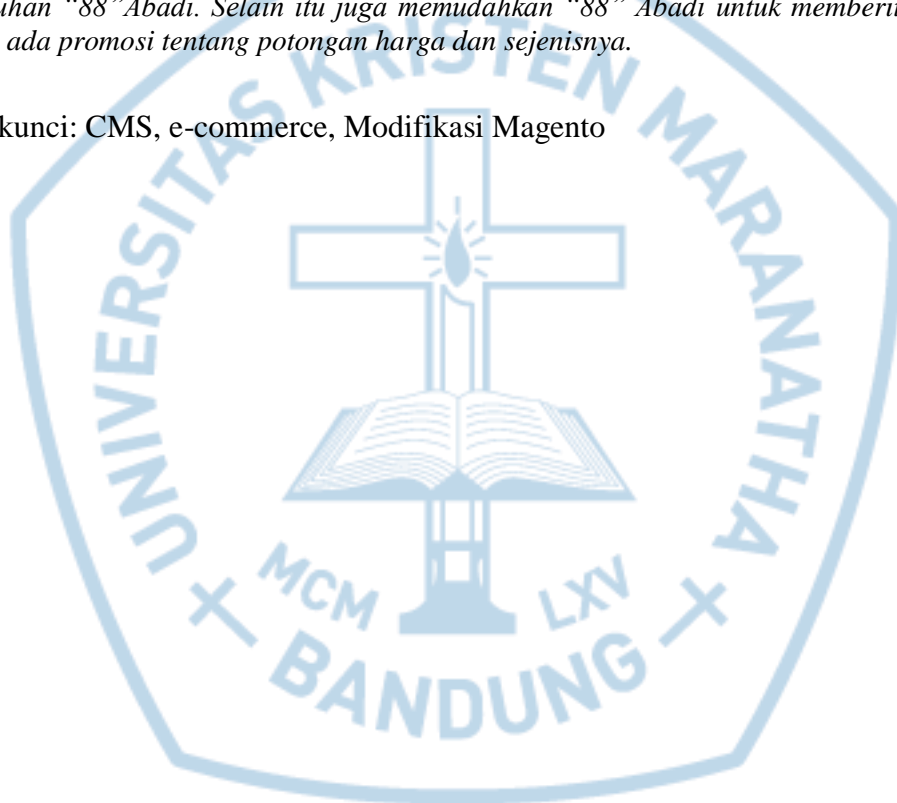 uhan “88”Abadi. Selain itu juga memudahkan “88” Abadi untuk memberi
ada promosi tentang potongan harga dan sejenisnya.
kunci: CMS, e-commerce, Modifikasi Magento
UNIVERSITAS KRISTEN MARANATHA
MCM LXV
BANDUNG